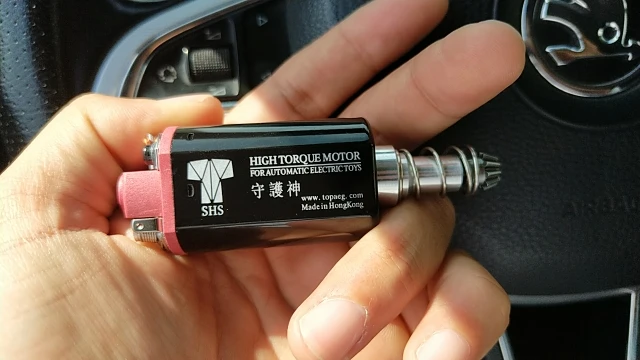 HIGH TORQUE MOTOR
FOR AUTOMATIC ELECTRIC TOYS
守護神
www.topaeg.com
Made in HongKong
SHS